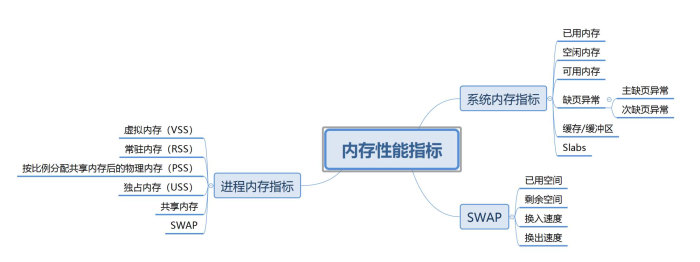 内存性能指标
系统内存指标
已用内存
空闲内存
可用内存
缺页异常
主缺页异常
次缺页异常
缓存/缓冲区
Slabs
SWAP
已用空间
剩余空间
换入速度
换出速度
进程内存指标
虚拟内存（VSS）
常驻内存（RSS）
按比例分配共享内存后的物理内存（PSS）
独占内存（USS）
共享内存
SWAP